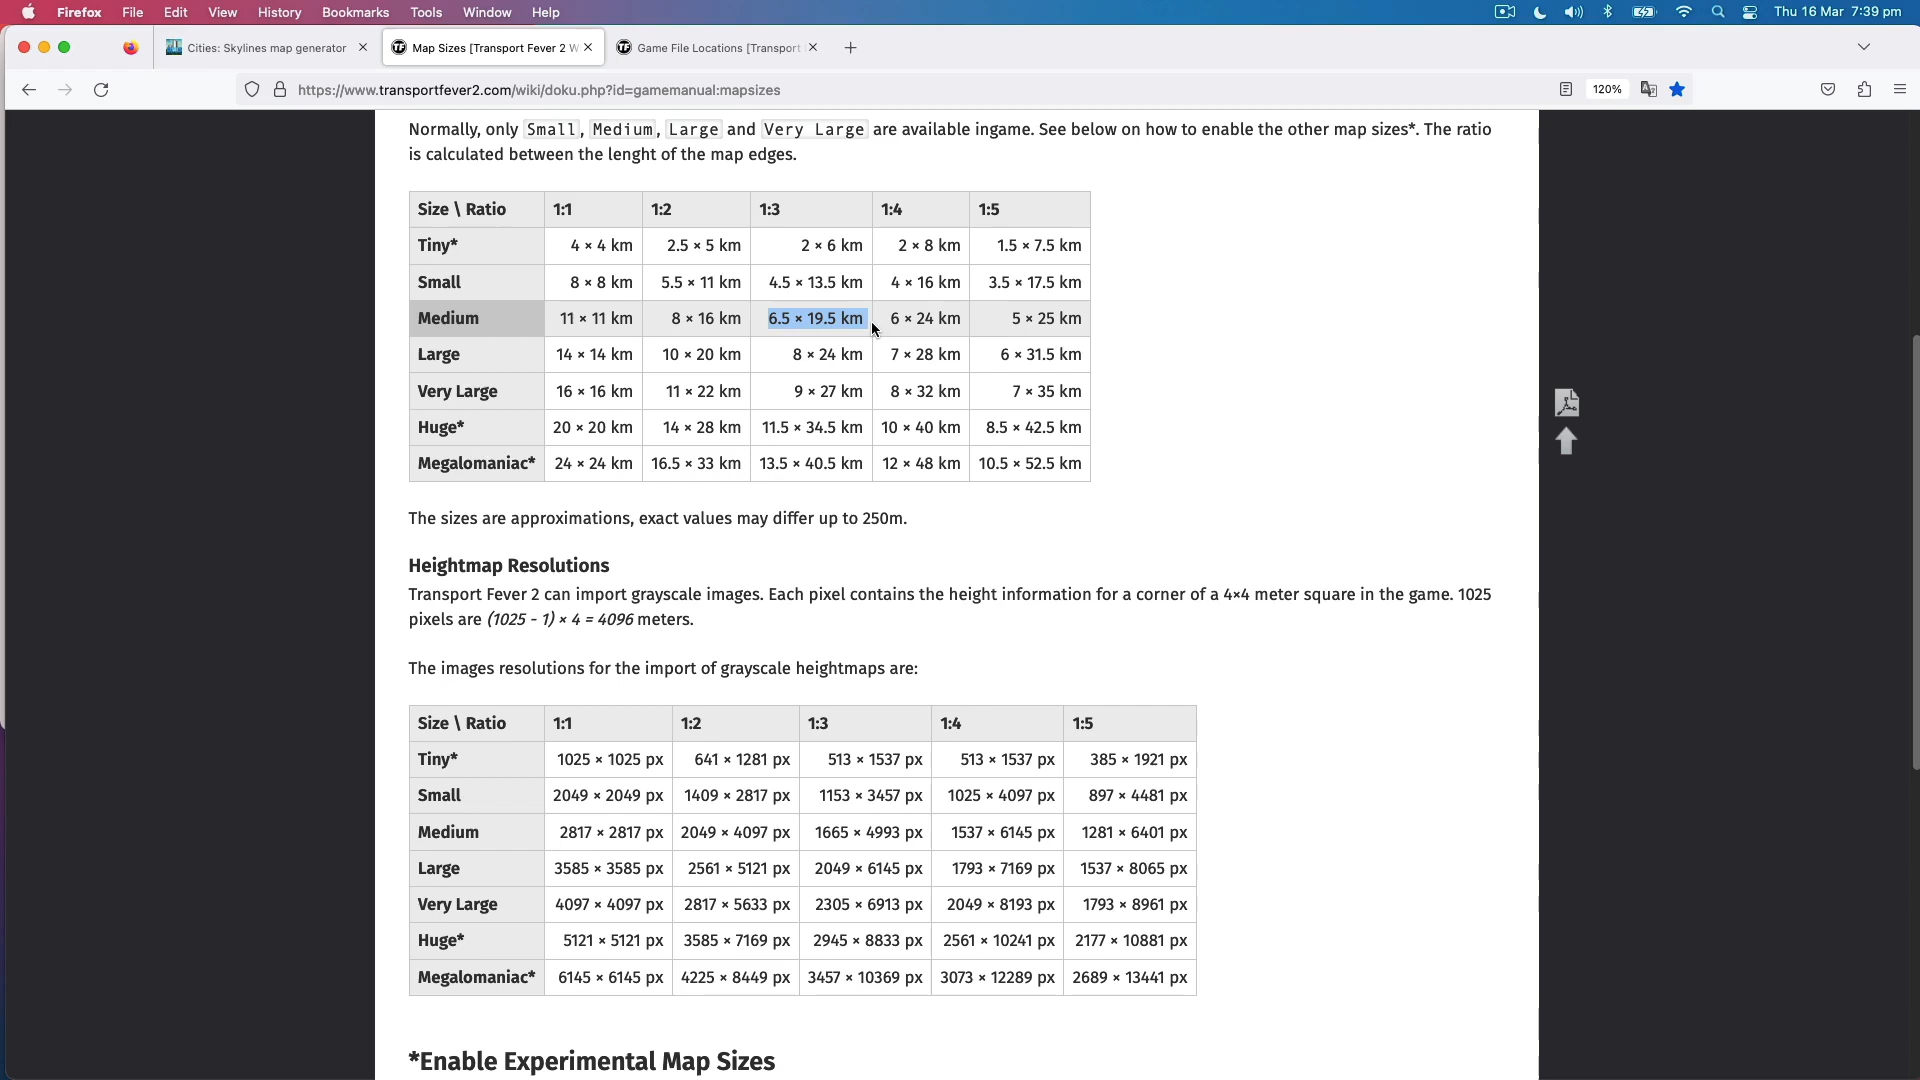 Firefox File Edit View History Bookmarks Tools Window Help Thu 16 Mar 7:39 pm
Cities: Skylines map generator Map Sizes [Transport Fever 2 W Game File Locations [Transport
https://www.transportfever2.com/wiki/doku.php?id=gamemanual:mapsizes 120%
Normally, only Small, Medium, Large and Very Large are available ingame. See below on how to enable the other map sizes*. The ratio
is calculated between the lenght of the map edges.
Size \ Ratio 1:1 1:2 1:3 1:4 1:5
Tiny* 4 × 4 km 2.5 × 5 km 2 × 6 km 2 × 8 km 1.5 × 7.5 km
Small 8 × 8 km 5.5 × 11 km 4.5 × 13.5 km 4 × 16 km 3.5 × 17.5 km
Medium 11 × 11 km 8 × 16 km 6.5 × 19.5 km 6 × 24 km 5 × 25 km
Large 14 × 14 km 10 × 20 km 8 × 24 km 7 × 28 km 6 × 31.5 km
Very Large 16 × 16 km 11 × 22 km 9 × 27 km 8 × 32 km 7 × 35 km
Huge* 20 × 20 km 14 × 28 km 11.5 × 34.5 km 10 × 40 km 8.5 × 42.5 km
Megalomaniac* 24 × 24 km 16.5 × 33 km 13.5 × 40.5 km 12 × 48 km 10.5 × 52.5 km
The sizes are approximations, exact values may differ up to 250m.
Heightmap Resolutions
Transport Fever 2 can import grayscale images. Each pixel contains the height information for a corner of a 4×4 meter square in the game. 1025
pixels are (1025 - 1) × 4 = 4096 meters.
The images resolutions for the import of grayscale heightmaps are:
Size \ Ratio 1:1 1:2 1:3 1:4 1:5
Tiny* 1025 × 1025 px 641 × 1281 px 513 × 1537 px 513 × 1537 px 385 × 1921 px
Small 2049 × 2049 px 1409 × 2817 px 1153 × 3457 px 1025 × 4097 px 897 × 4481 px
Medium 2817 × 2817 px 2049 × 4097 px 1665 × 4993 px 1537 × 6145 px 1281 × 6401 px
Large 3585 × 3585 px 2561 × 5121 px 2049 × 6145 px 1793 × 7169 px 1537 × 8065 px
Very Large 4097 × 4097 px 2817 × 5633 px 2305 × 6913 px 2049 × 8193 px 1793 × 8961 px
Huge* 5121 × 5121 px 3585 × 7169 px 2945 × 8833 px 2561 × 10241 px 2177 × 10881 px
Megalomaniac* 6145 × 6145 px 4225 × 8449 px 3457 × 10369 px 3073 × 12289 px 2689 × 13441 px
*Enable Experimental Map Sizes